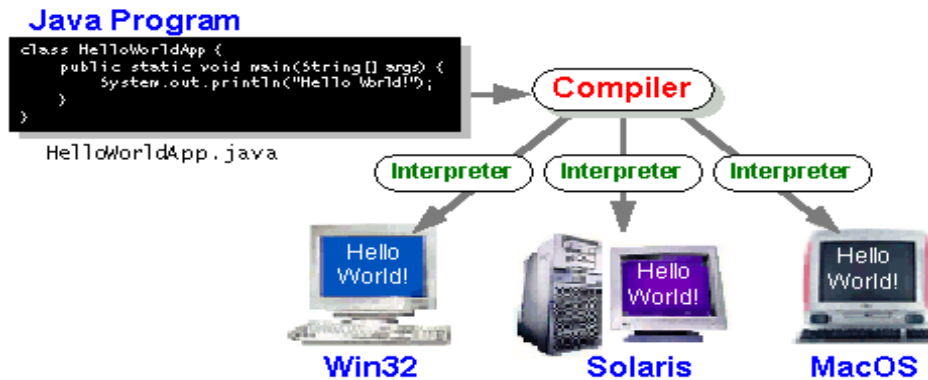 Java Program
class HelloWorldApp {
public static void main(String[] args) {
System.out.println("Hello World!");
}
}
HelloWorldApp.java
Compiler
Interpreter Interpreter Interpreter
Hello
World!
Hello
World!
Hello
World!
Win32 Solaris MacOS